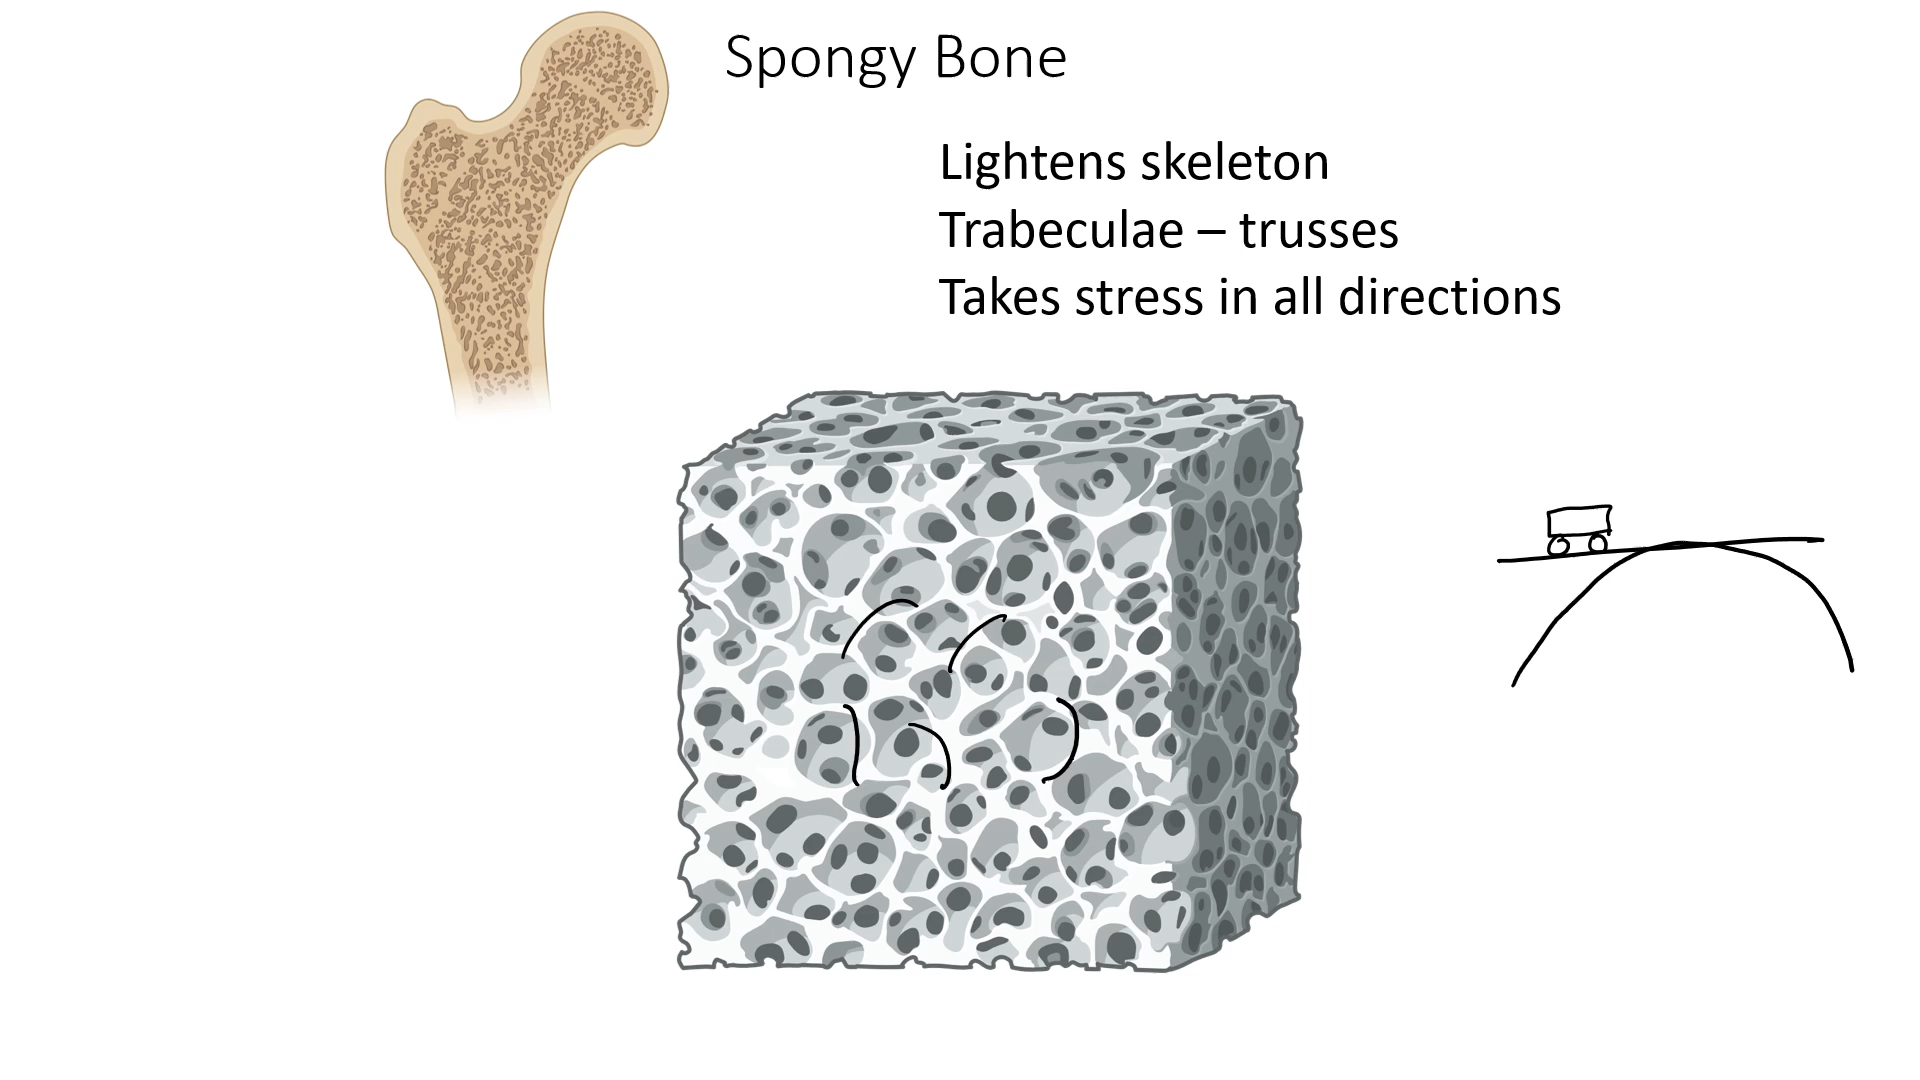 Spongy Bone
Lightens skeleton
Trabeculae – trusses
Takes stress in all directions